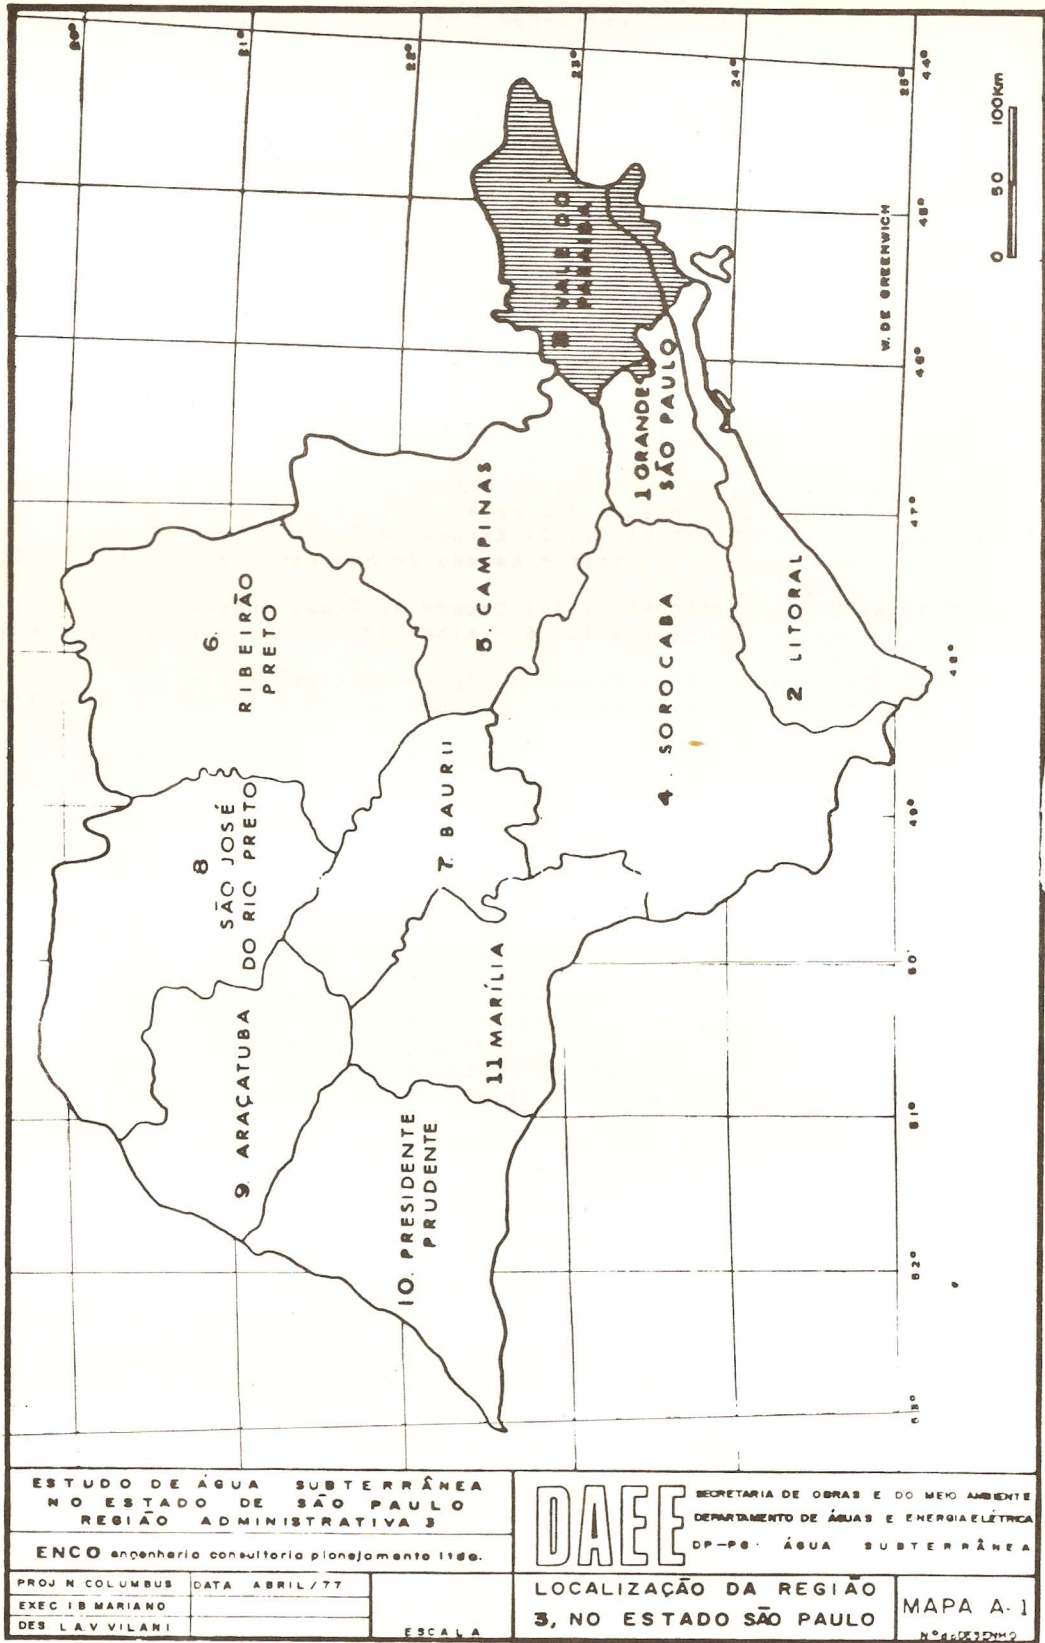 20°
21°
22°
23°
24°
25°
44°
45°
46°
47°
48°
49°
50°
51°
52°
53°
W. DE GREENWICH
0 50 100Km
3 VALE DO
PARAIBA
1 GRANDE
SÃO PAULO
2 LITORAL
4. SOROCABA
5. CAMPINAS
6.
RIBEIRÃO
PRETO
7. BAURU
8
SÃO JOSÉ
DO RIO PRETO
9. ARAÇATUBA
10. PRESIDENTE
PRUDENTE
11 MARÍLIA
ESTUDO DE ÁGUA SUBTERRÂNEA
NO ESTADO DE SÃO PAULO
REGIÃO ADMINISTRATIVA 3
ENCO engenharia consultoria planejamento ltda.
PROJ N COLUMBUS DATA ABRIL/77
EXEC I B MARIANO
DES L.A.V VILANI
ESCALA
DAEE
SECRETARIA DE OBRAS E DO MEIO AMBIENTE
DEPARTAMENTO DE ÁGUAS E ENERGIA ELÉTRICA
DP-PG. ÁGUA SUBTERRÂNEA
LOCALIZAÇÃO DA REGIÃO
3, NO ESTADO SÃO PAULO
MAPA A-1
Nº do DESENHO